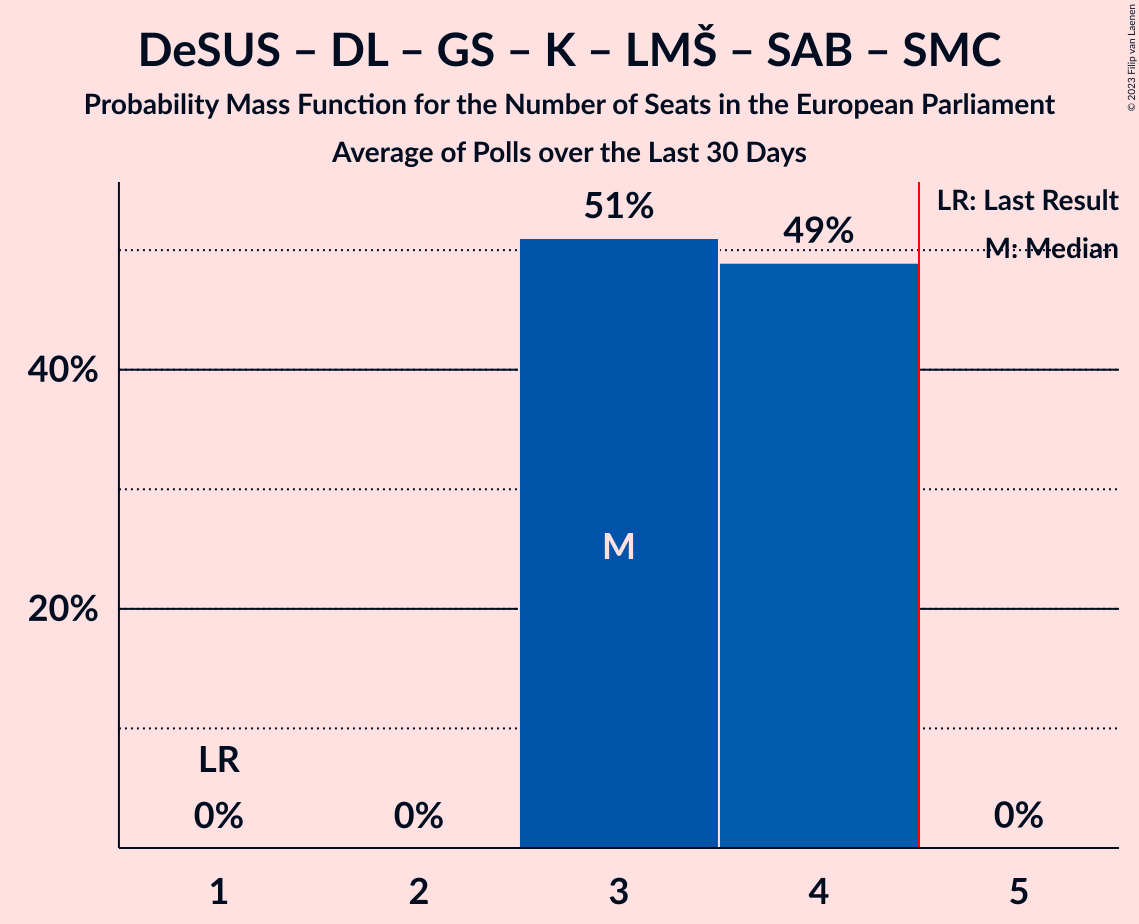 DeSUS – DL – GS – K – LMŠ – SAB – SMC
Probability Mass Function for the Number of Seats in the European Parliament
Average of Polls over the Last 30 Days
© 2023 Filip van Laenen
LR: Last Result
M: Median
51%
49%
40%
20%
M
LR
0%
0%
0%
1
2
3
4
5